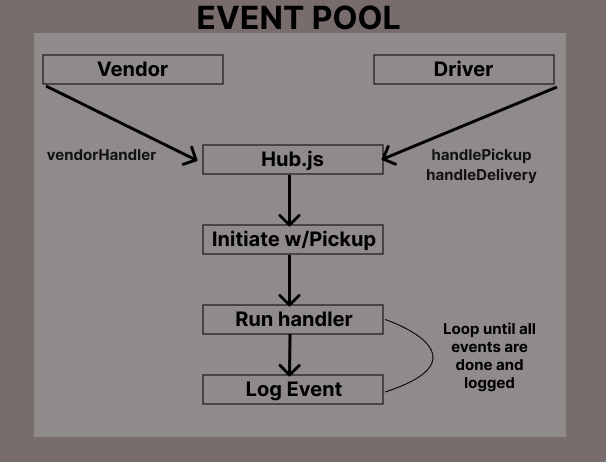 EVENT POOL
Vendor
Driver
vendorHandler
Hub.js
handlePickup
handleDelivery
Initiate w/Pickup
Run handler
Loop until all
events are
done and
logged
Log Event